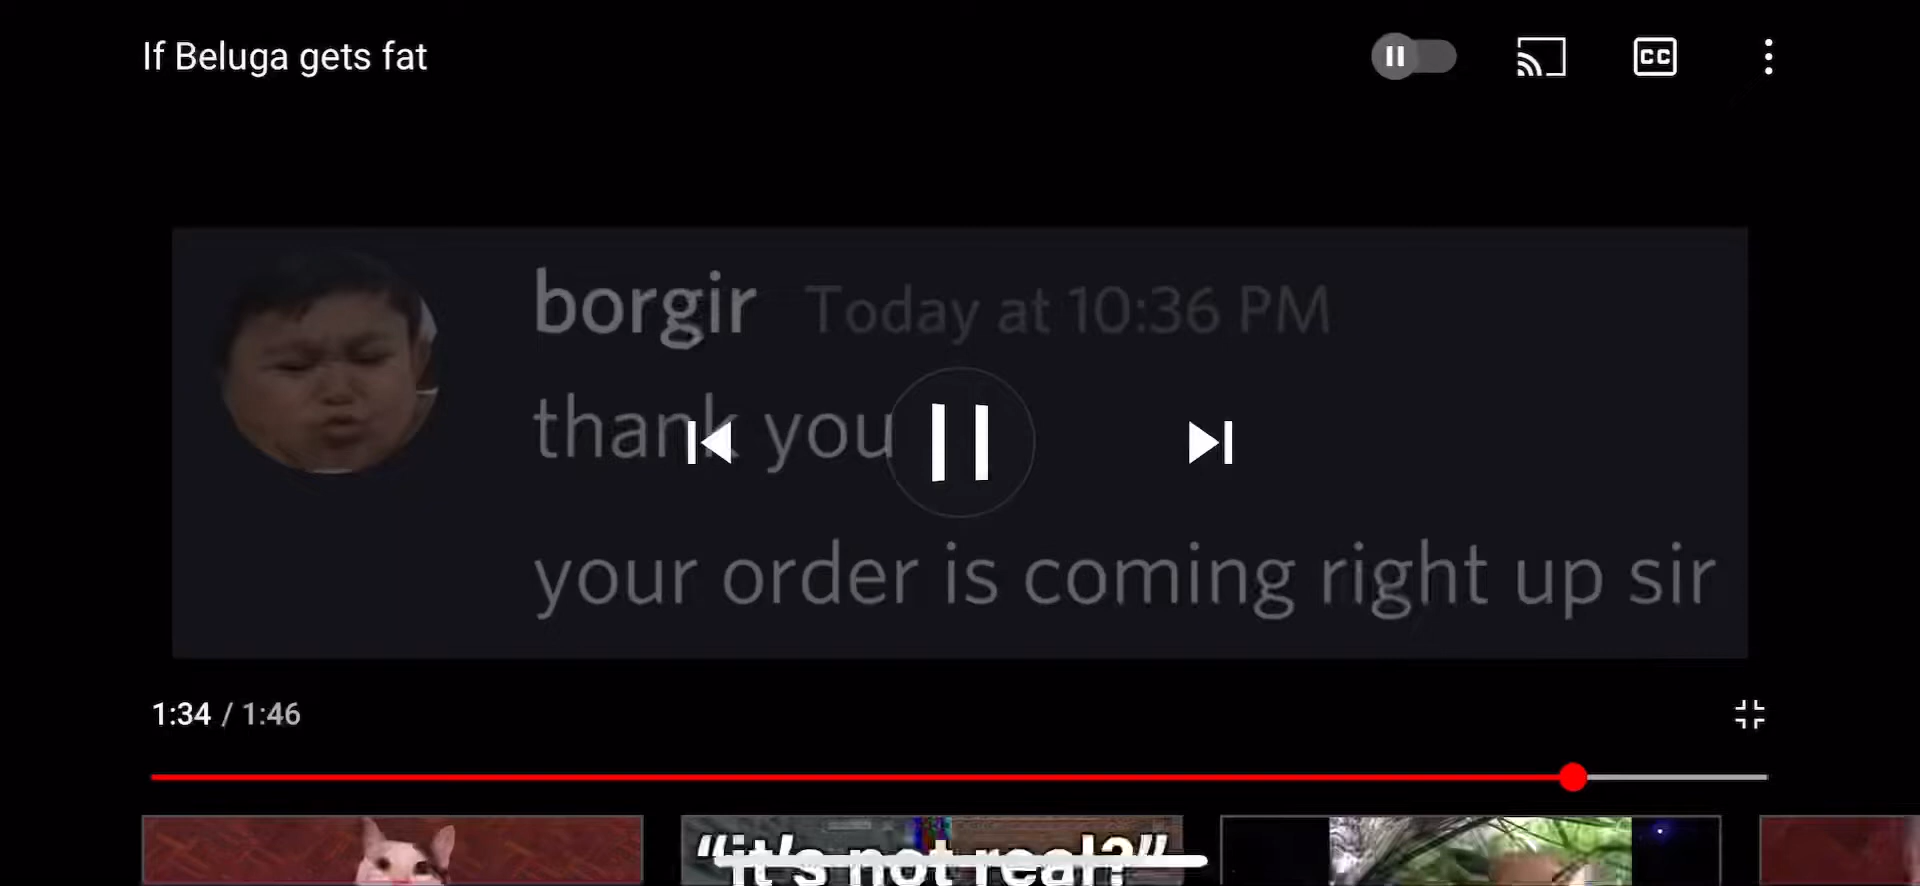 If Beluga gets fat
CC
borgir Today at 10:36 PM
thank you
your order is coming right up sir
1:34 / 1:46
“it's not real?”